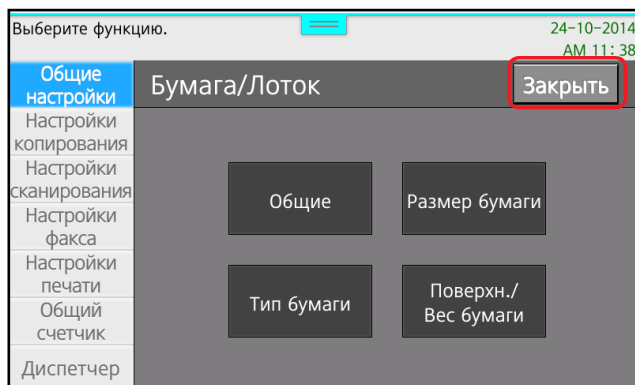 Выберите функцию.
24-10-2014
AM 11:38
Общие
настройки
Бумага/Лоток
Закрыть
Настройки
копирования
Настройки
сканирования
Настройки
факса
Настройки
печати
Общий
счетчик
Диспетчер
Общие
Размер бумаги
Тип бумаги
Поверхн./
Вес бумаги